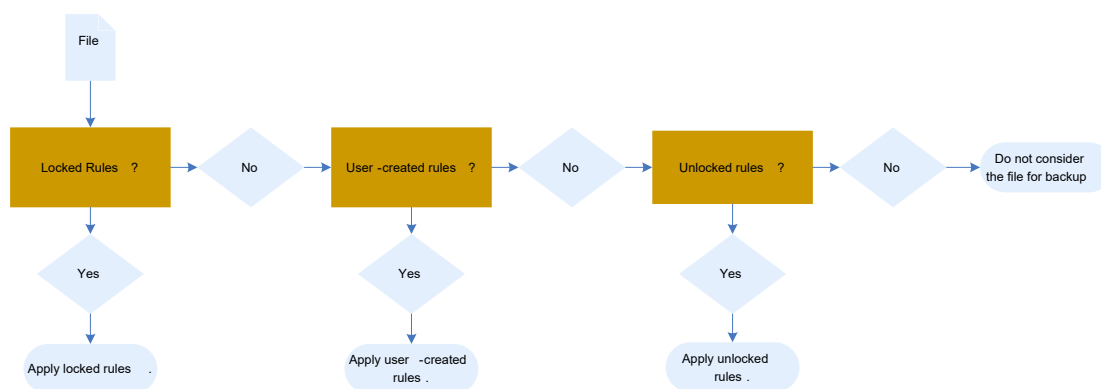 File
Locked Rules ?
No
User -created rules ?
No
Unlocked rules ?
No
Do not consider
the file for backup
Yes
Yes
Yes
Apply locked rules .
Apply user -created
rules .
Apply unlocked
rules .